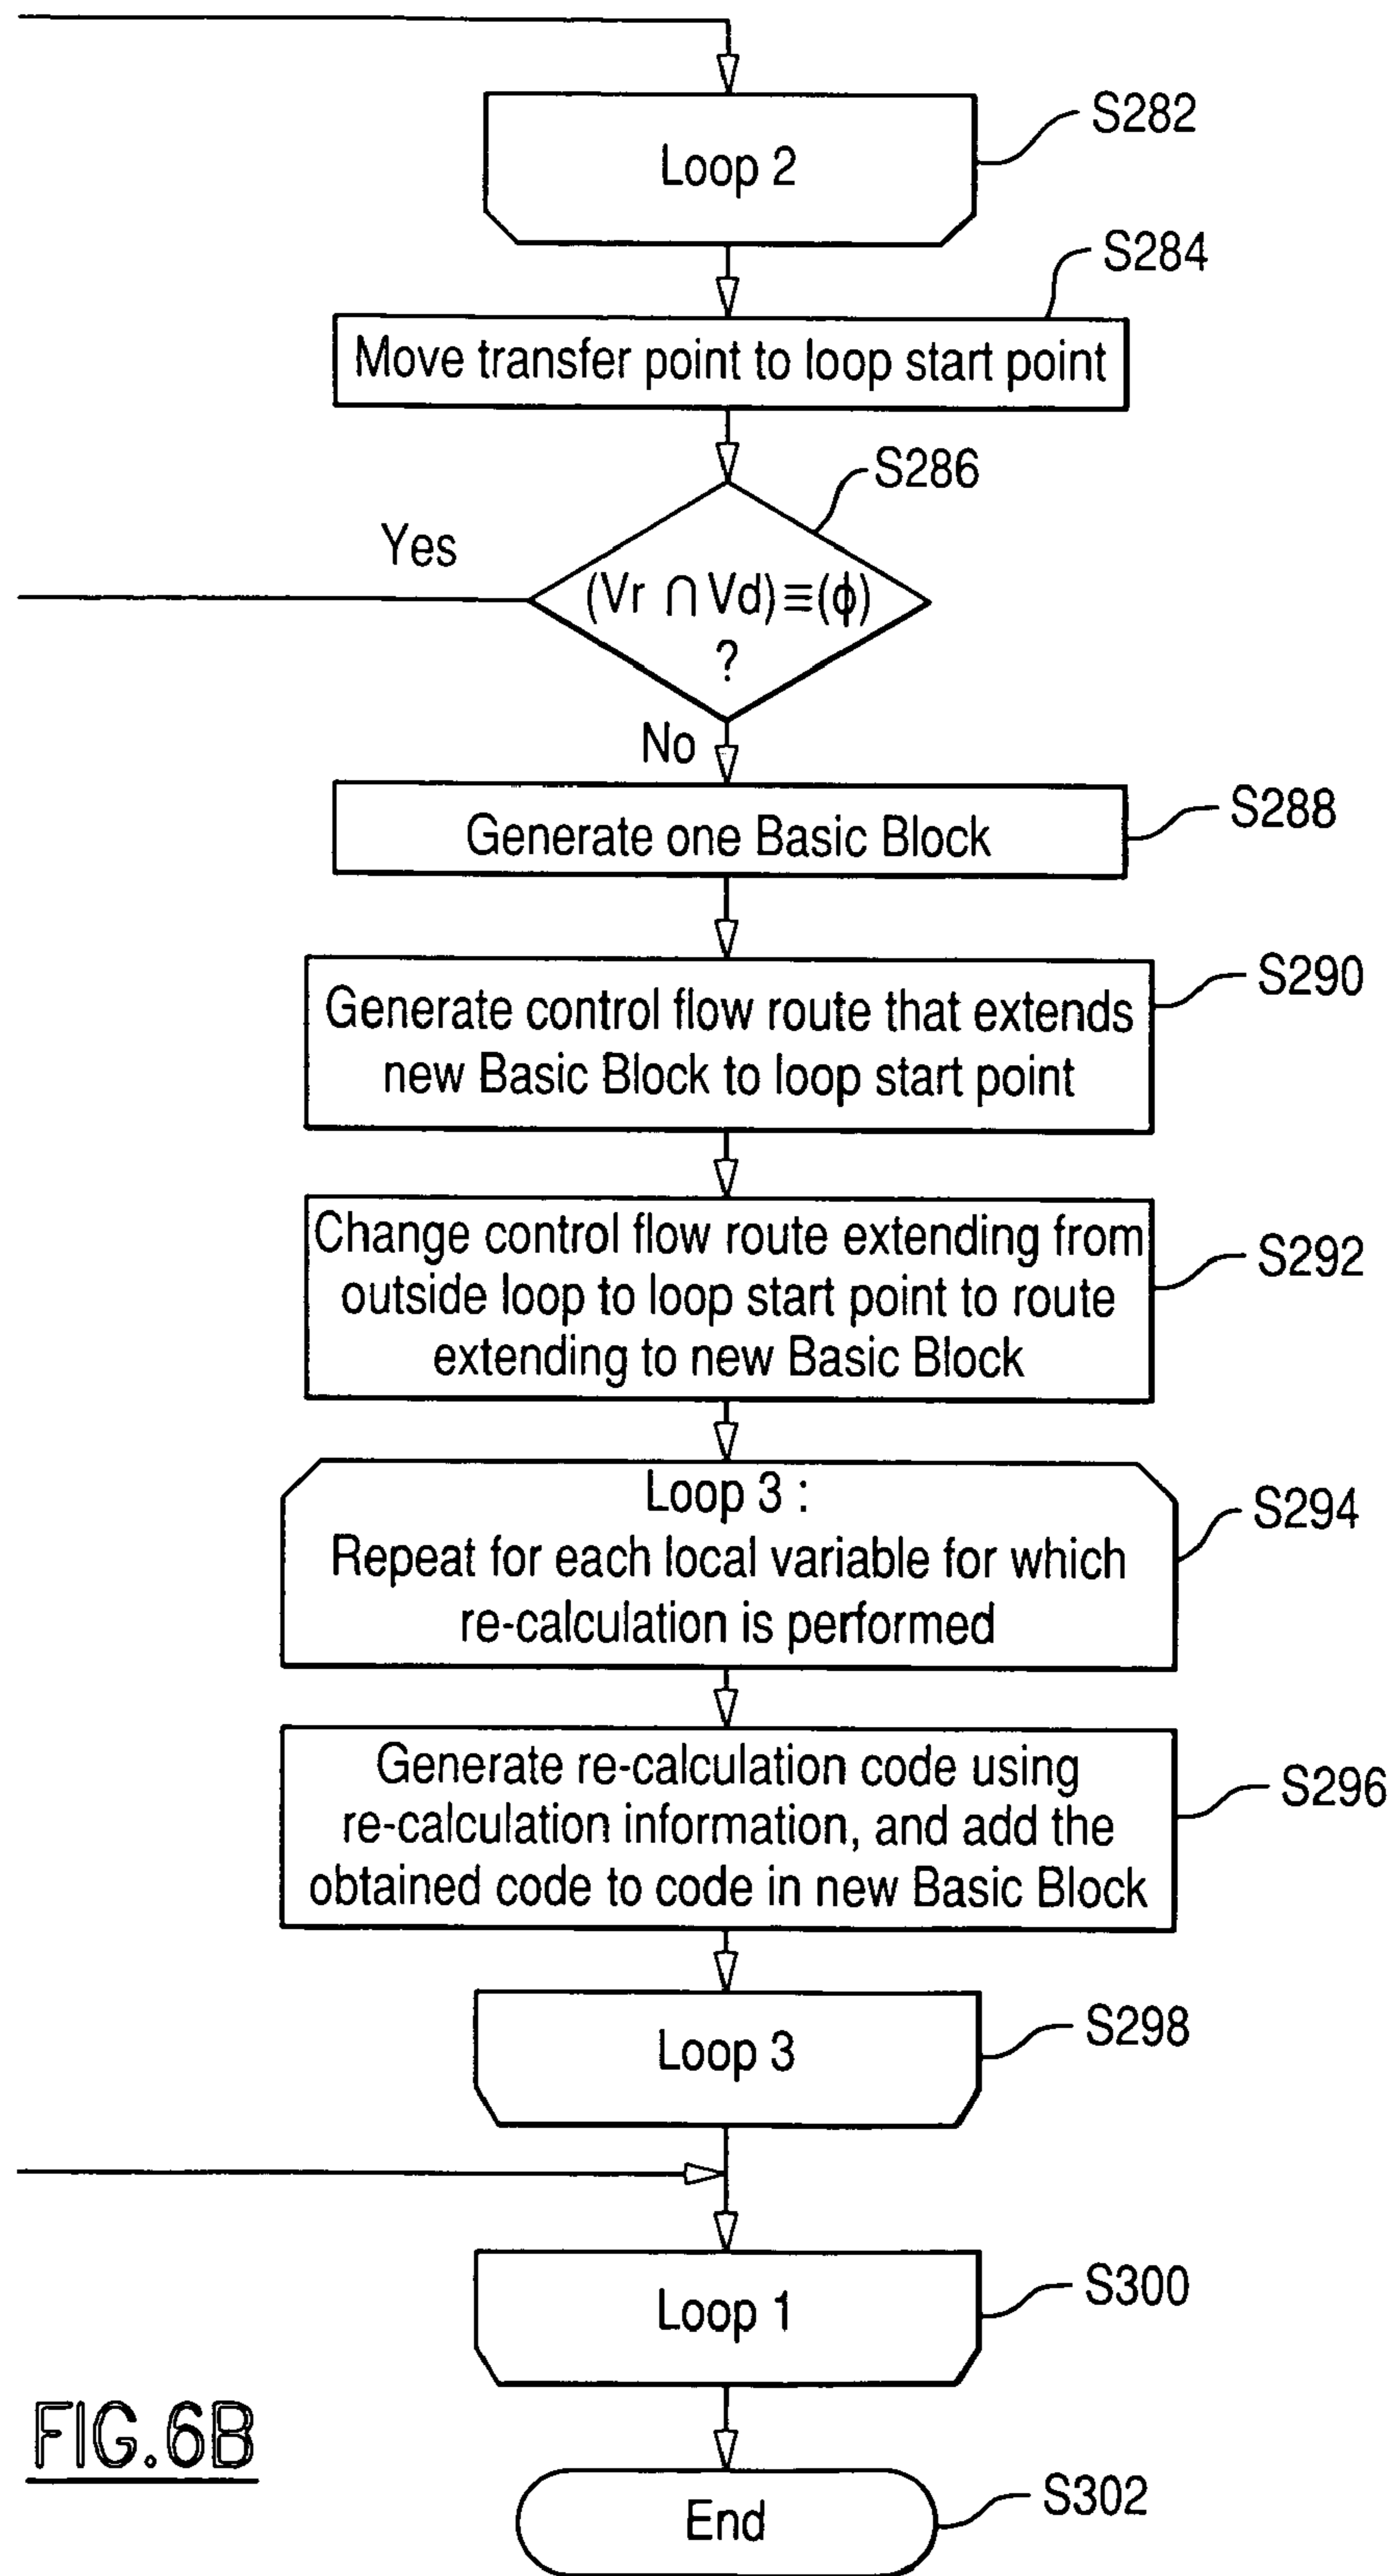 Loop 2
S282
S284
Move transfer point to loop start point
S286
Yes
(Vr ∩ Vd)≡(ϕ)
?
No
S288
Generate one Basic Block
S290
Generate control flow route that extends
new Basic Block to loop start point
Change control flow route extending from
outside loop to loop start point to route
extending to new Basic Block
S292
Loop 3 :
Repeat for each local variable for which
re-calculation is performed
S294
Generate re-calculation code using
re-calculation information, and add the
obtained code to code in new Basic Block
S296
Loop 3
S298
Loop 1
S300
FIG.6B
End
S302